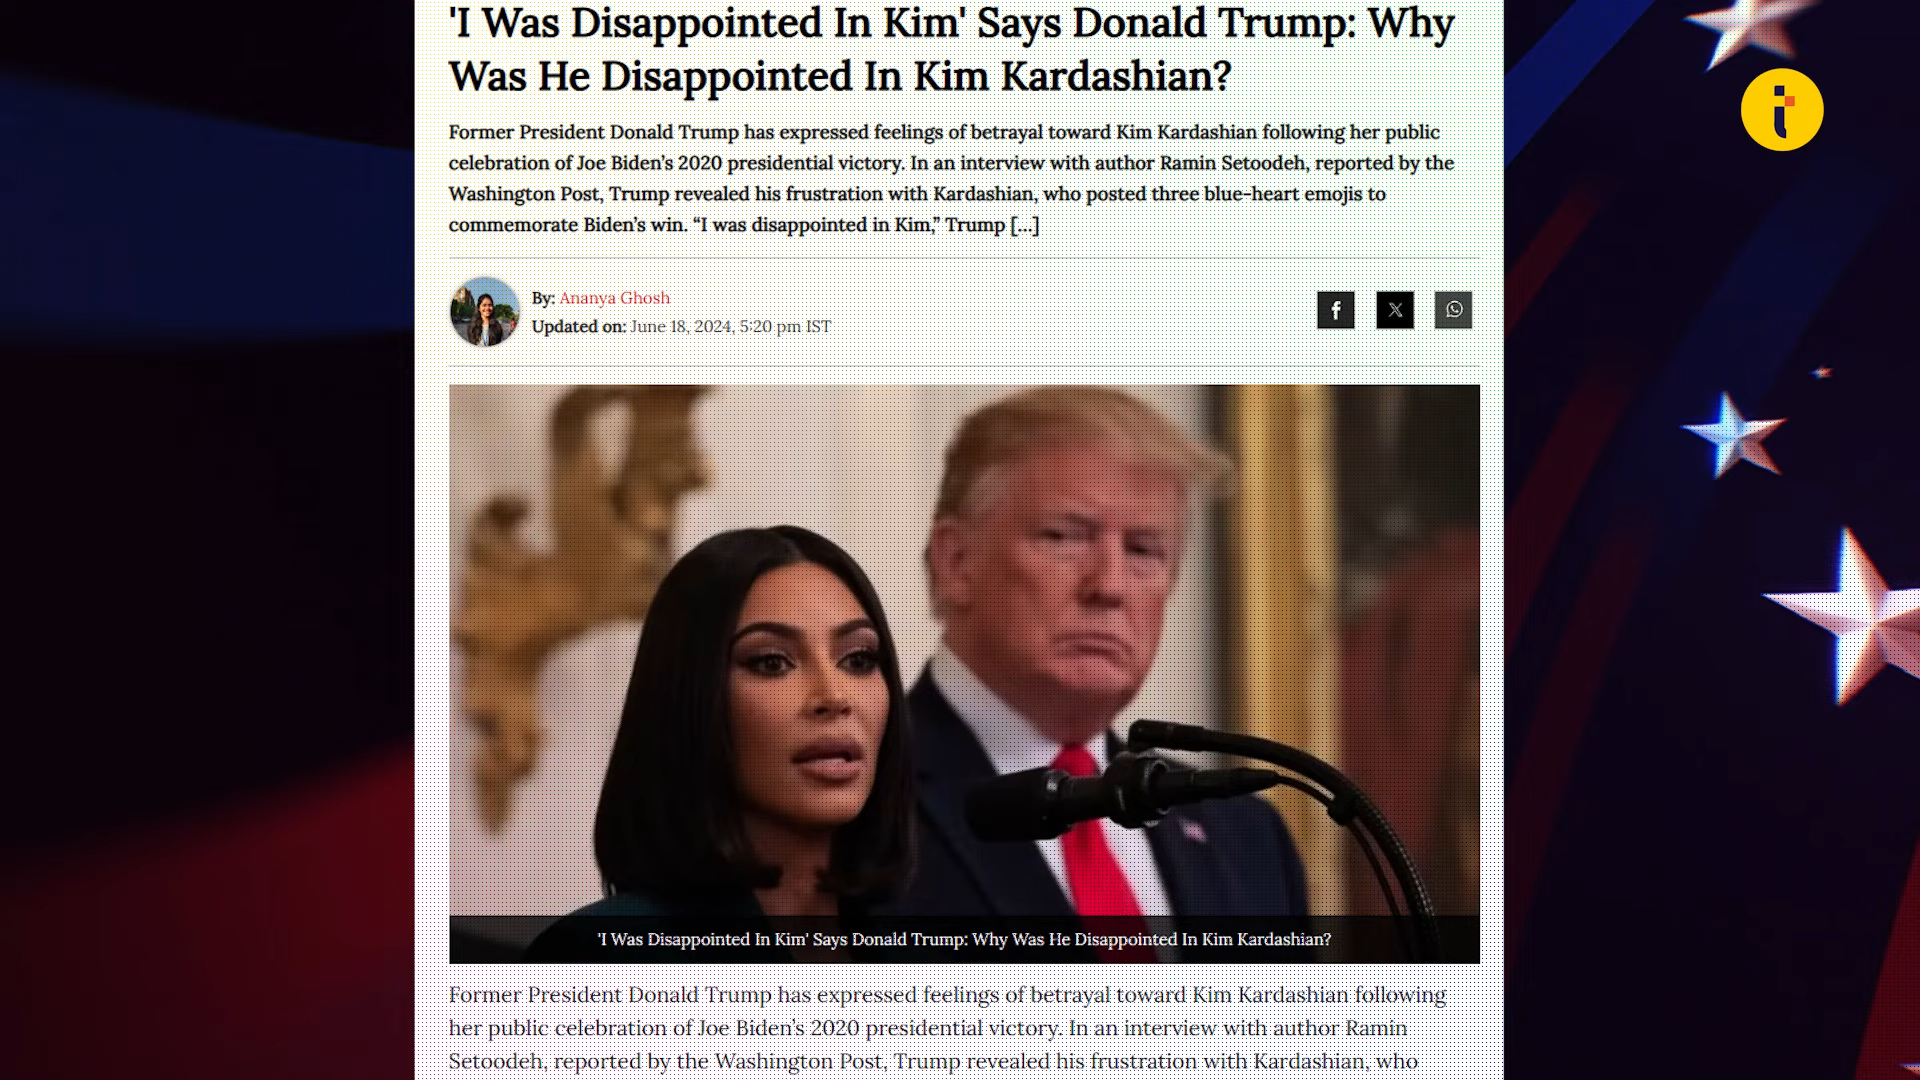 'I Was Disappointed In Kim' Says Donald Trump: Why
Was He Disappointed In Kim Kardashian?
Former President Donald Trump has expressed feelings of betrayal toward Kim Kardashian following her public
celebration of Joe Biden’s 2020 presidential victory. In an interview with author Ramin Setoodeh, reported by the
Washington Post, Trump revealed his frustration with Kardashian, who posted three blue-heart emojis to
commemorate Biden’s win. “I was disappointed in Kim,” Trump [...]
By: Ananya Ghosh
Updated on: June 18, 2024, 5:20 pm IST
'I Was Disappointed In Kim' Says Donald Trump: Why Was He Disappointed In Kim Kardashian?
Former President Donald Trump has expressed feelings of betrayal toward Kim Kardashian following
her public celebration of Joe Biden’s 2020 presidential victory. In an interview with author Ramin
Setoodeh, reported by the Washington Post, Trump revealed his frustration with Kardashian, who